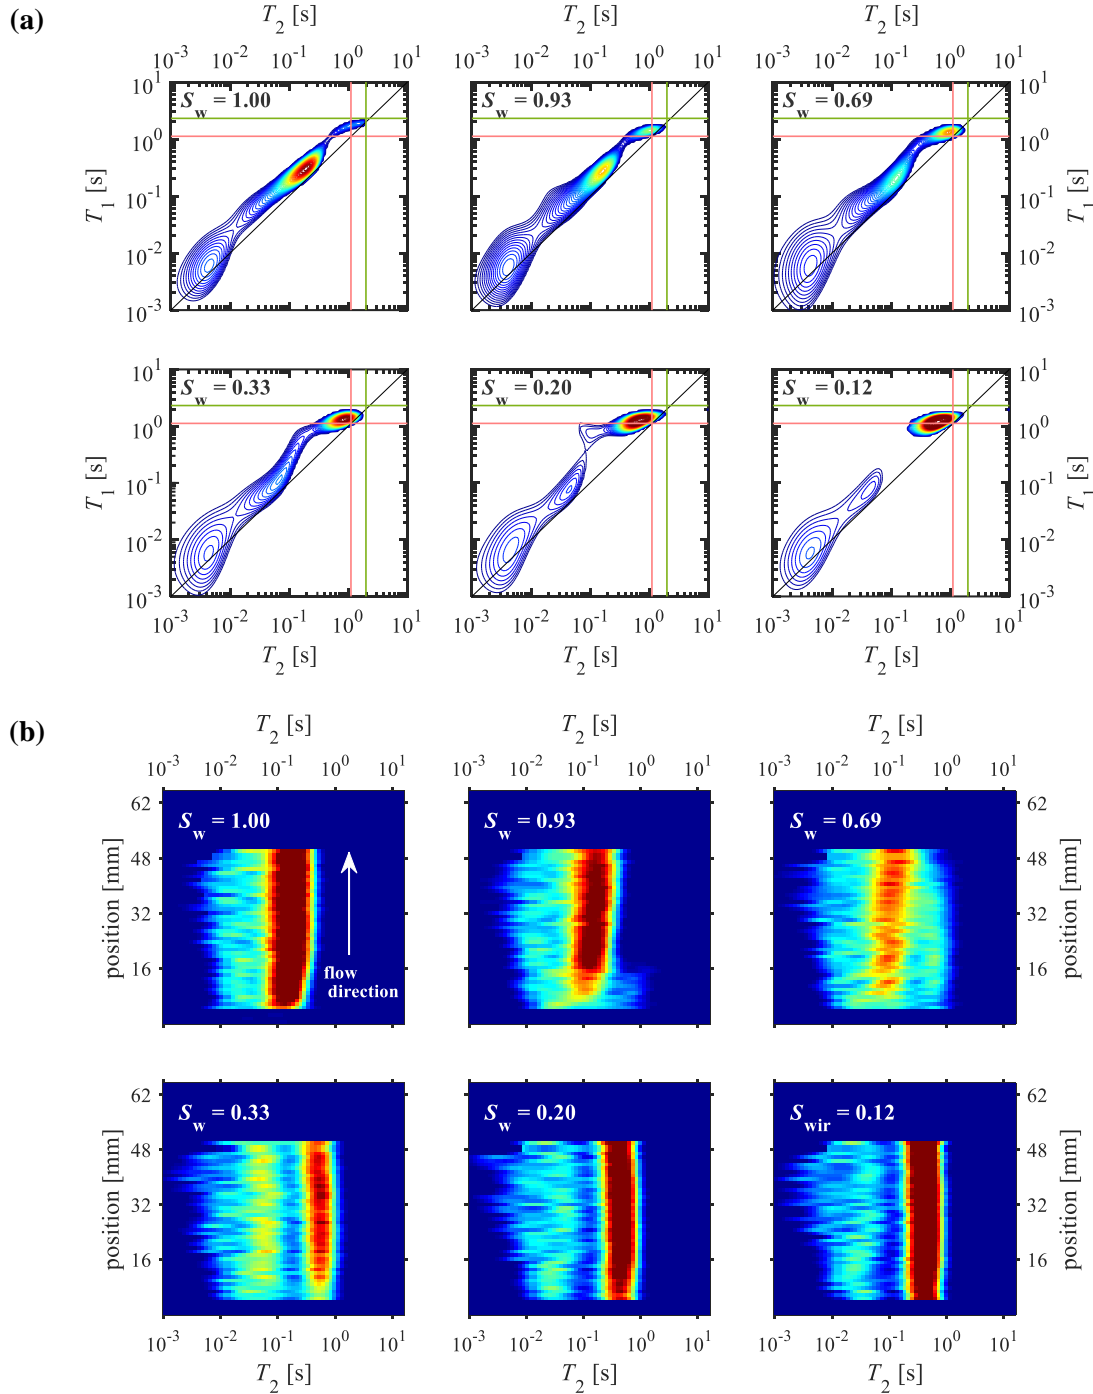 (a)
T2 [s] T2 [s] T2 [s]
10-3 10-2 10-1 100 101 10-3 10-2 10-1 100 101 10-3 10-2 10-1 100 101
101 Sw = 1.00 Sw = 0.93 Sw = 0.69 101
100 100
T1 [s] 10-1 10-1 T1 [s]
10-2 10-2
10-3 10-3
101 Sw = 0.33 Sw = 0.20 Sw = 0.12 101
100 100
T1 [s] 10-1 10-1 T1 [s]
10-2 10-2
10-3 10-3
10-3 10-2 10-1 100 101 10-3 10-2 10-1 100 101 10-3 10-2 10-1 100 101
T2 [s] T2 [s] T2 [s]
(b)
T2 [s] T2 [s] T2 [s]
10-3 10-2 10-1 100 101 10-3 10-2 10-1 100 101 10-3 10-2 10-1 100 101
62 62
Sw = 1.00 Sw = 0.93 Sw = 0.69
48 48
position [mm] 32 32 position [mm]
16 flow 16
direction
62 62
Sw = 0.33 Sw = 0.20 Swir = 0.12
48 48
position [mm] 32 32 position [mm]
16 16
10-3 10-2 10-1 100 101 10-3 10-2 10-1 100 101 10-3 10-2 10-1 100 101
T2 [s] T2 [s] T2 [s]